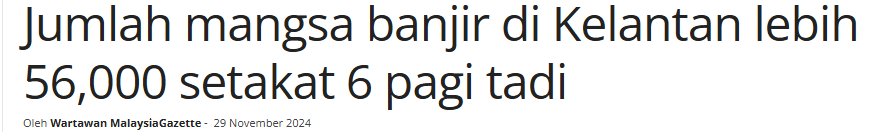 Jumlah mangsa banjir di Kelantan lebih
56,000 setakat 6 pagi tadi
Oleh Wartawan MalaysiaGazette - 29 November 2024